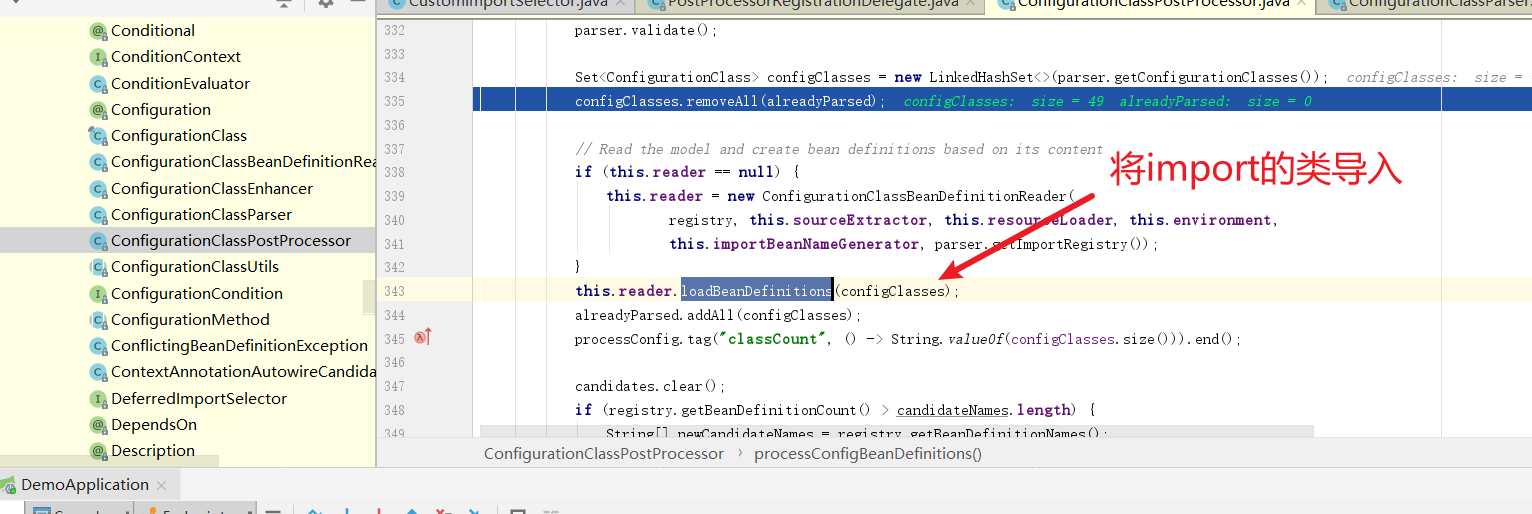 CustomImportSelector.java
PostProcessorRegistrationDelegate.java
ConfigurationClassPostProcessor.java
ConfigurationClassParser.
Conditional
ConditionContext
ConditionEvaluator
Configuration
ConfigurationClass
ConfigurationClassBeanDefinitionRea
ConfigurationClassEnhancer
ConfigurationClassParser
ConfigurationClassPostProcessor
ConfigurationClassUtils
ConfigurationCondition
ConfigurationMethod
ConflictingBeanDefinitionException
ContextAnnotationAutowireCandida
DeferredImportSelector
DependsOn
Description
332 parser.validate();
333
334 Set<ConfigurationClass> configClasses = new LinkedHashSet<>(parser.getConfigurationClasses()); configClasses: size =
335 configClasses.removeAll(alreadyParsed); configClasses: size = 49 alreadyParsed: size = 0
336
337 // Read the model and create bean definitions based on its content
338 if (this.reader == null) {
339 this.reader = new ConfigurationClassBeanDefinitionReader(
340 registry, this.sourceExtractor, this.resourceLoader, this.environment,
341 this.importBeanNameGenerator, parser.getImportRegistry());
342 }
343 this.reader.loadBeanDefinitions(configClasses);
344 alreadyParsed.addAll(configClasses);
345 processConfig.tag("classCount", () -> String.valueOf(configClasses.size())).end();
346
347 candidates.clear();
348 if (registry.getBeanDefinitionCount() > candidateNames.length) {
349 String[] newCandidateNames = registry.getBeanDefinitionNames();
将import的类导入
ConfigurationClassPostProcessor › processConfigBeanDefinitions()
DemoApplication